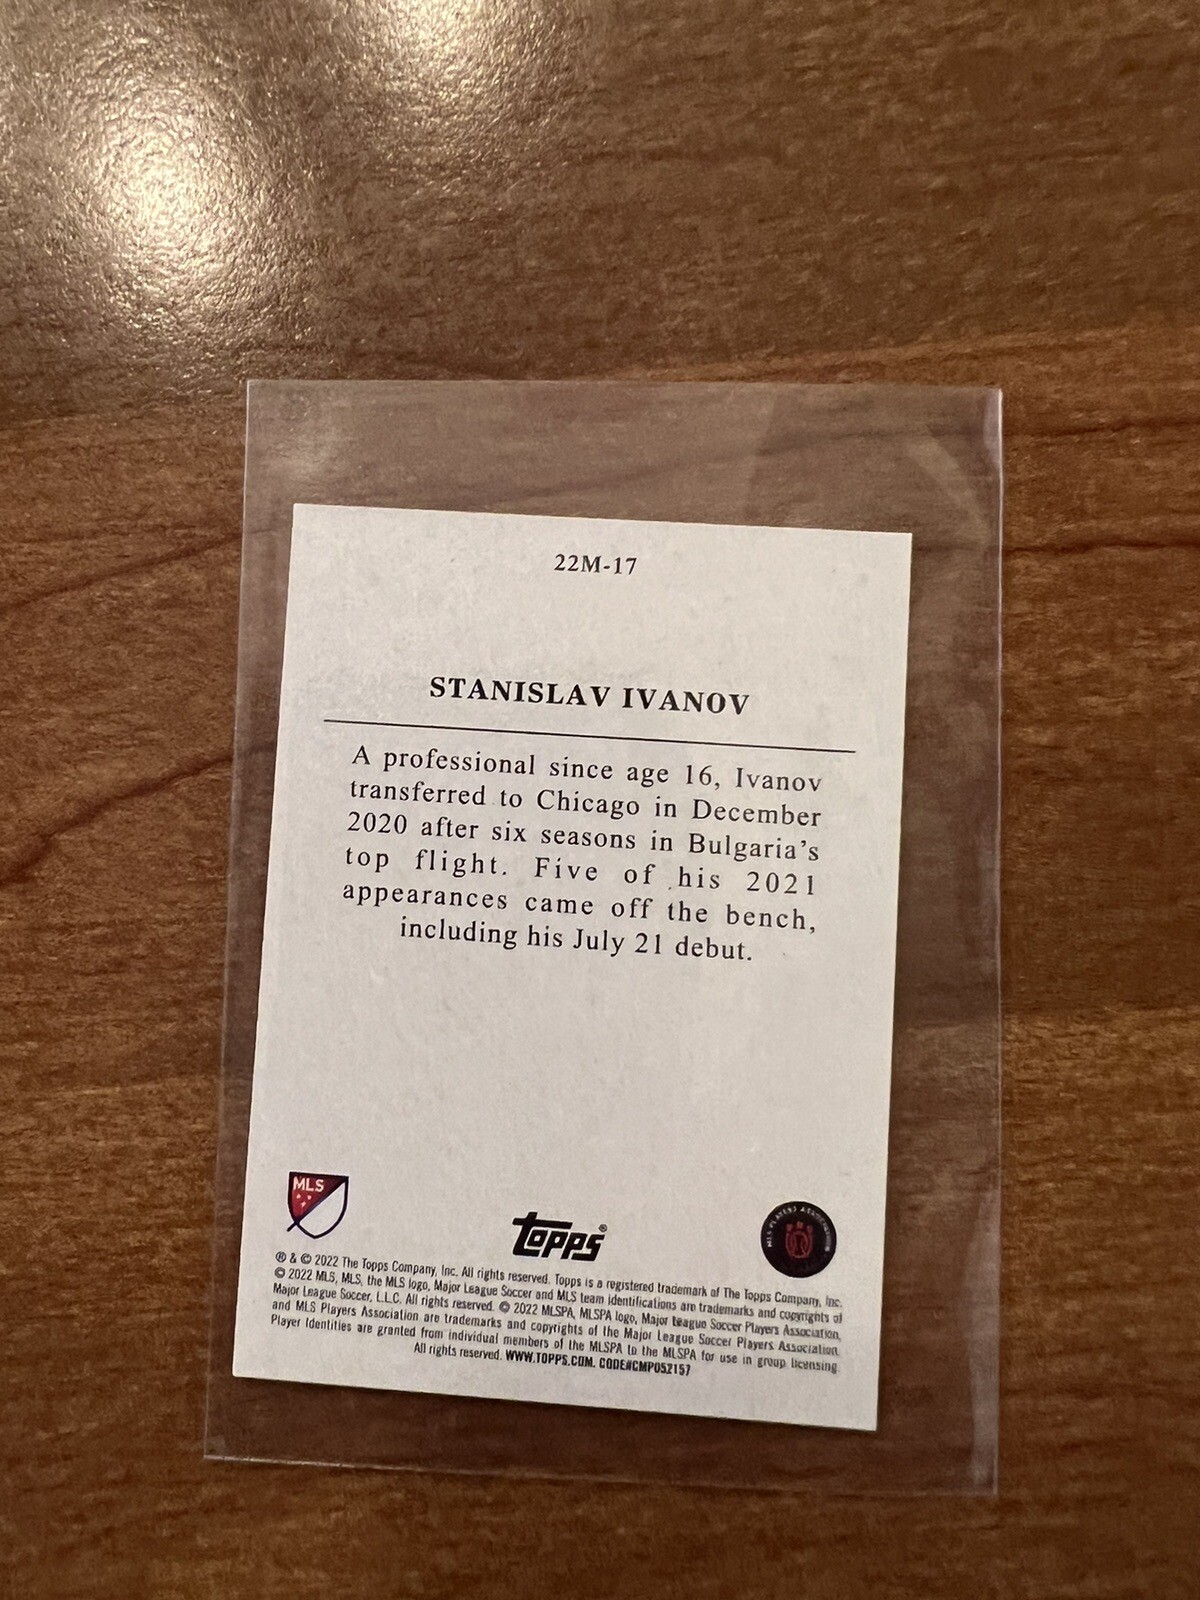 22M-17
STANISLAV IVANOV
A professional since age 16, Ivanov
transferred to Chicago in December
2020 after six seasons in Bulgaria's
top flight. Five of his 2021
appearances came off the bench,
including his July 21 debut.
MLS
topps®
MLS PLAYERS ASSOCIATION
® & © 2022 The Topps Company, Inc. All rights reserved. Topps is a registered trademark of The Topps Company, Inc.
© 2022 MLS, MLS, the MLS logo, Major League Soccer and MLS team identifications are trademarks and copyrights of
Major League Soccer, L.L.C. All rights reserved. © 2022 MLSPA, MLSPA logo, Major League Soccer Players Association,
and MLS Players Association are trademarks and copyrights of the Major League Soccer Players Association.
Player Identities are granted from individual members of the MLSPA to the MLSPA for use in group licensing
All rights reserved. WWW.TOPPS.COM. CODE#CMP052157